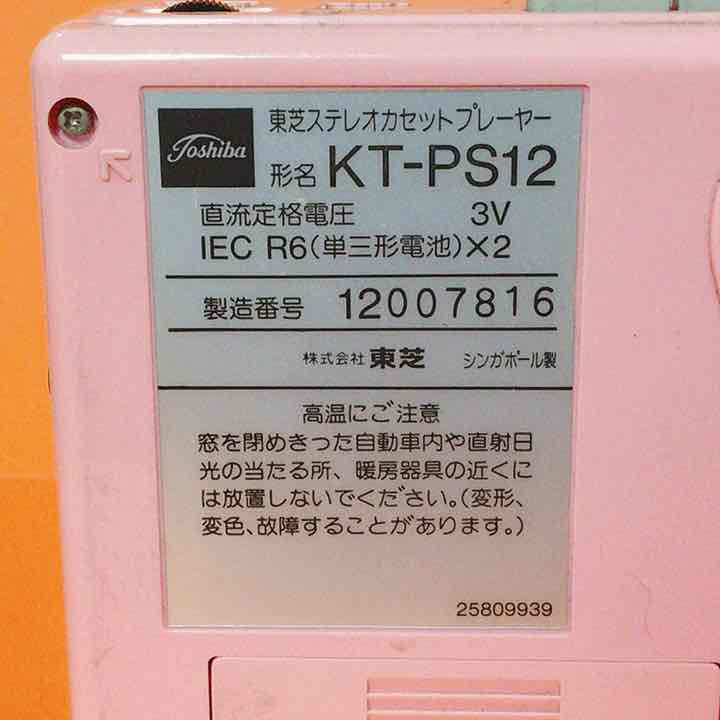 Toshiba
東芝ステレオカセットプレーヤー
形名 KT-PS12
直流定格電圧 3V
IEC R6(単三形電池)×2
製造番号 12007816
株式会社 東芝 シンガポール製
高温にご注意
窓を閉めきった自動車内や直射日
光の当たる所、暖房器具の近くに
は放置しないでください。(変形、
変色、故障することがあります。)
25809939